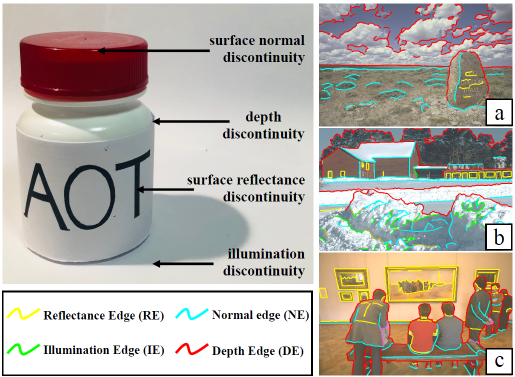 surface normal
discontinuity
depth
discontinuity
surface reflectance
discontinuity
illumination
discontinuity
AOT
Reflectance Edge (RE)
Normal edge (NE)
Illumination Edge (IE)
Depth Edge (DE)
a
b
c